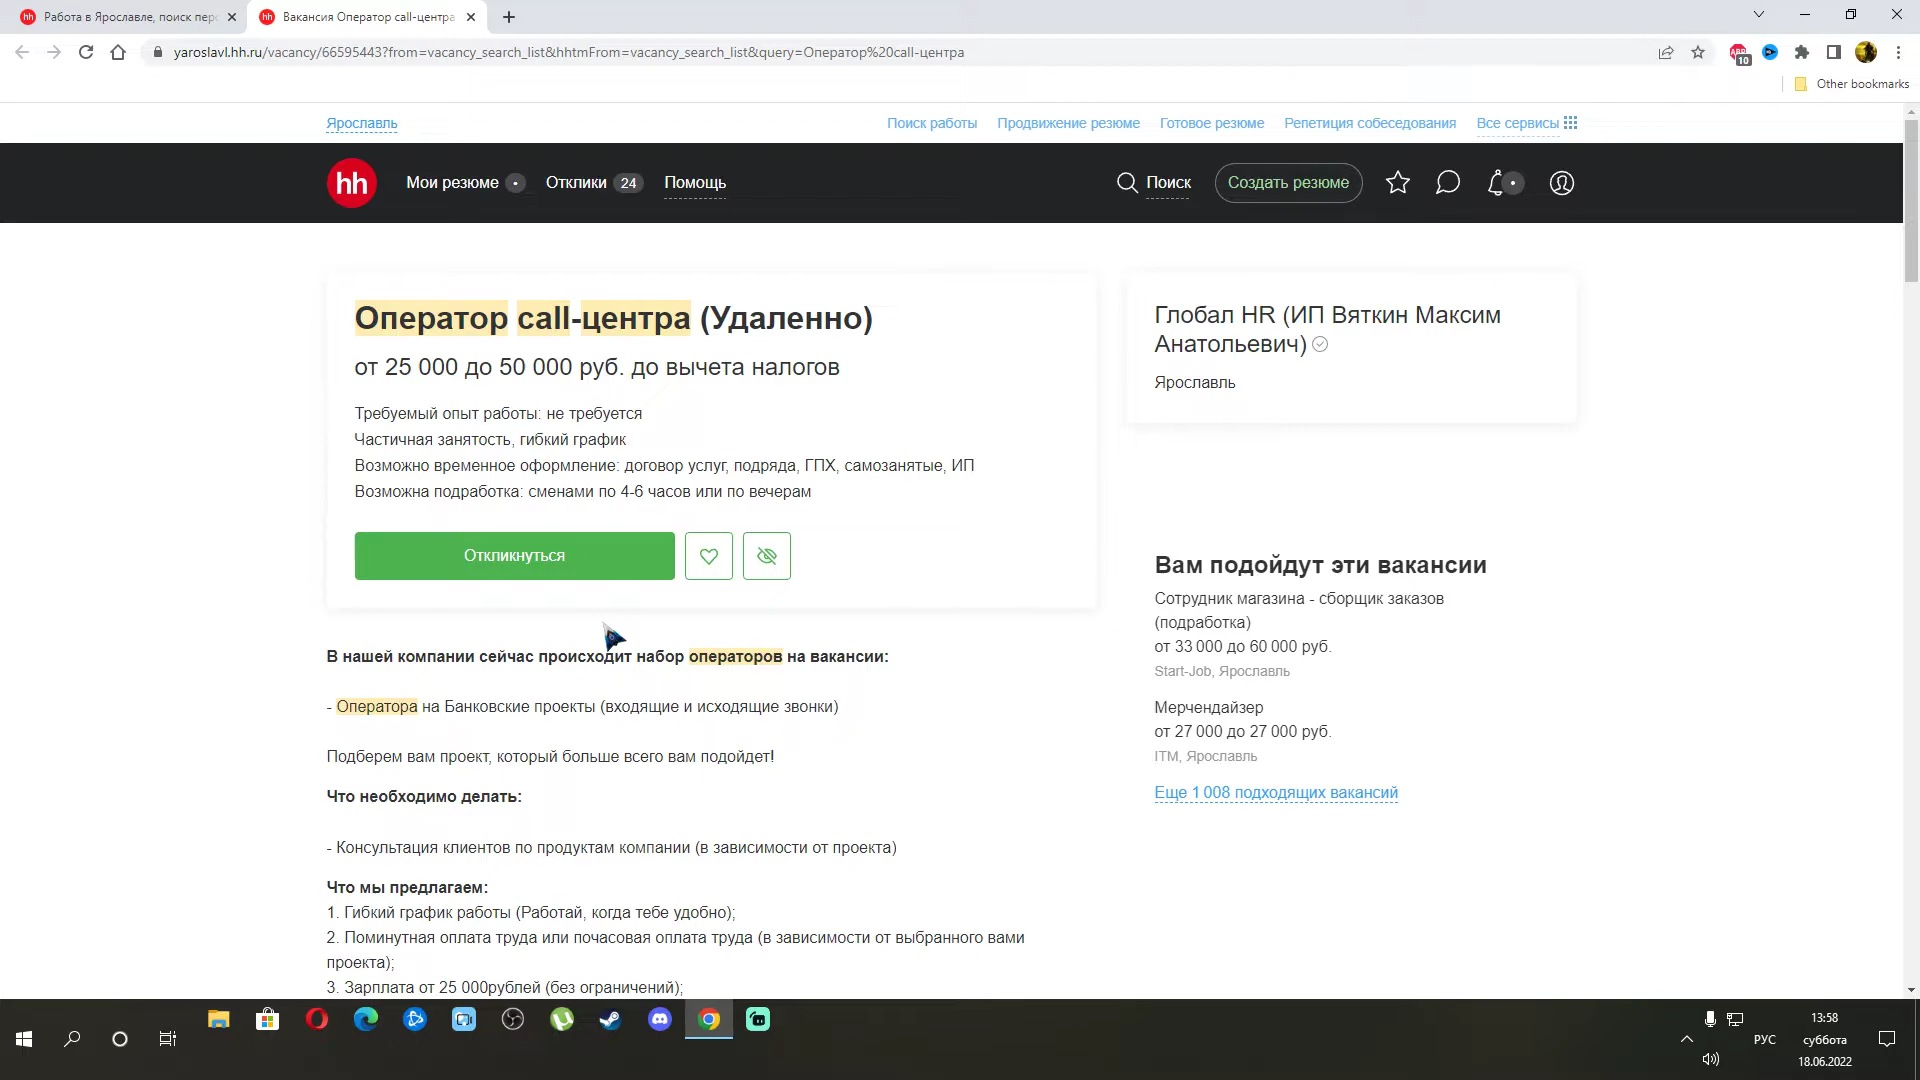 Работа в Ярославле, поиск пер
Вакансия Оператор call-центра
yaroslavl.hh.ru/vacancy/66595443?from=vacancy_search_list&hhtmFrom=vacancy_search_list&query=Оператор%20call-центра
10
Other bookmarks
Ярославль
Поиск работы
Продвижение резюме
Готовое резюме
Репетиция собеседования
Все сервисы
hh
Мои резюме
Отклики 24
Помощь
Поиск
Создать резюме
Оператор call-центра (Удаленно)
от 25 000 до 50 000 руб. до вычета налогов
Требуемый опыт работы: не требуется
Частичная занятость, гибкий график
Возможно временное оформление: договор услуг, подряда, ГПХ, самозанятые, ИП
Возможна подработка: сменами по 4-6 часов или по вечерам
Откликнуться
Глобал HR (ИП Вяткин Максим
Анатольевич)
Ярославль
В нашей компании сейчас происходит набор операторов на вакансии:
- Оператора на Банковские проекты (входящие и исходящие звонки)
Подберем вам проект, который больше всего вам подойдет!
Что необходимо делать:
- Консультация клиентов по продуктам компании (в зависимости от проекта)
Что мы предлагаем:
1. Гибкий график работы (Работай, когда тебе удобно);
2. Поминутная оплата труда или почасовая оплата труда (в зависимости от выбранного вами
проекта);
3. Зарплата от 25 000рублей (без ограничений);
Вам подойдут эти вакансии
Сотрудник магазина - сборщик заказов
(подработка)
от 33 000 до 60 000 руб.
Start-Job, Ярославль
Мерчендайзер
от 27 000 до 27 000 руб.
ITM, Ярославль
Еще 1 008 подходящих вакансий
РУС
13:58
суббота
18.06.2022